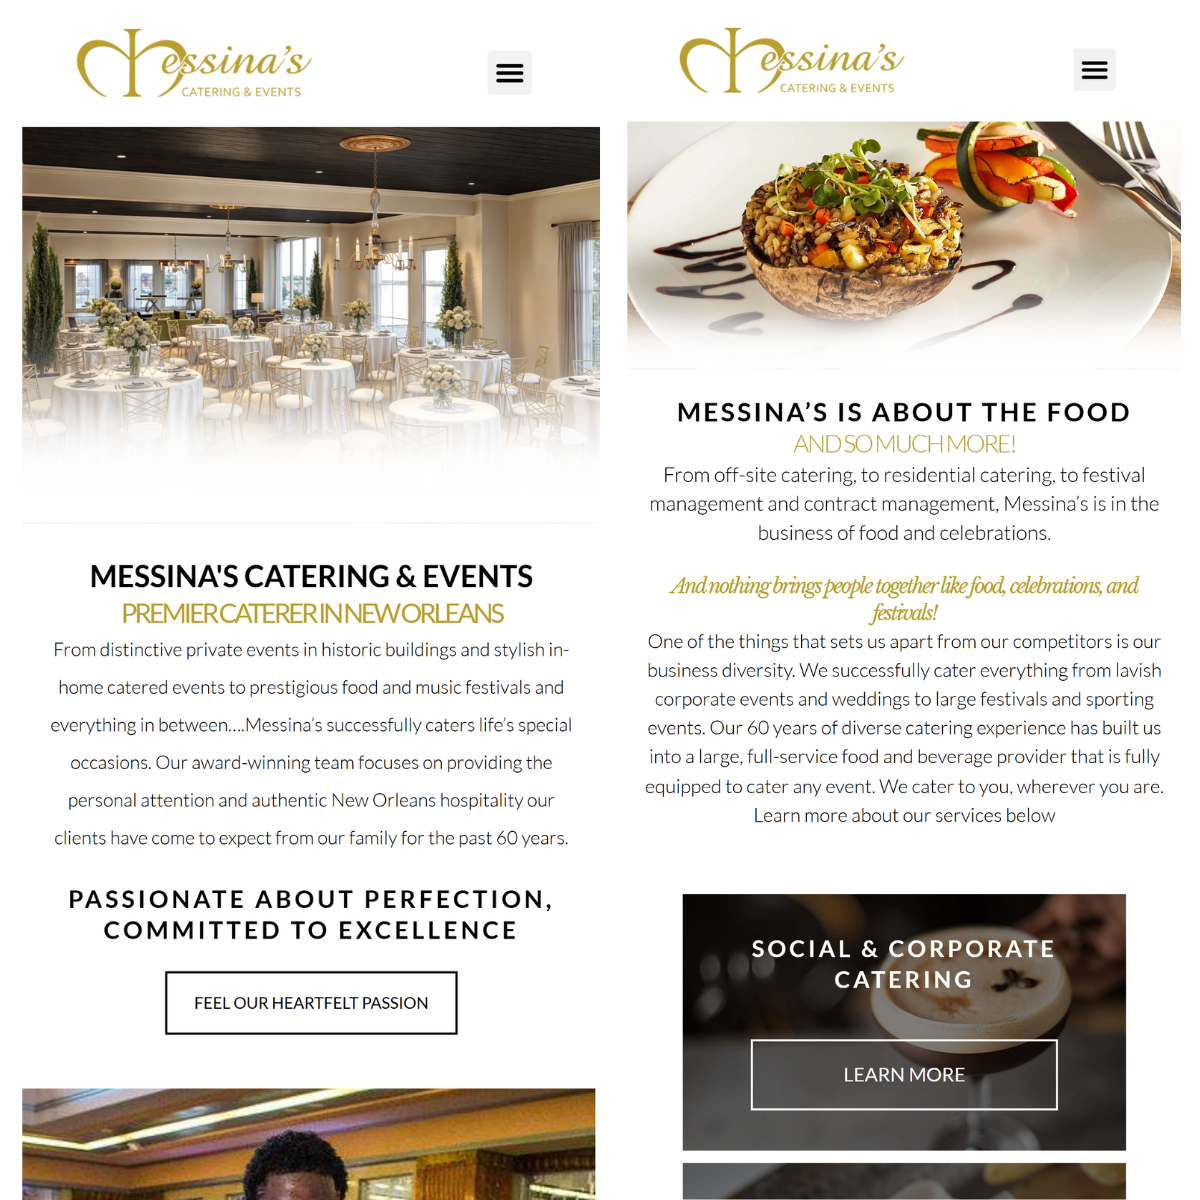 Messina's
CATERING & EVENTS
MESSINA'S CATERING & EVENTS
PREMIER CATERER IN NEW ORLEANS
From distinctive private events in historic buildings and stylish in-
home catered events to prestigious food and music festivals and
everything in between....Messina’s successfully caters life’s special
occasions. Our award-winning team focuses on providing the
personal attention and authentic New Orleans hospitality our
clients have come to expect from our family for the past 60 years.
PASSIONATE ABOUT PERFECTION,
COMMITTED TO EXCELLENCE
FEEL OUR HEARTFELT PASSION
Messina's
CATERING & EVENTS
MESSINA’S IS ABOUT THE FOOD
AND SO MUCH MORE!
From off-site catering, to residential catering, to festival
management and contract management, Messina’s is in the
business of food and celebrations.
And nothing brings people together like food, celebrations, and
festivals!
One of the things that sets us apart from our competitors is our
business diversity. We successfully cater everything from lavish
corporate events and weddings to large festivals and sporting
events. Our 60 years of diverse catering experience has built us
into a large, full-service food and beverage provider that is fully
equipped to cater any event. We cater to you, wherever you are.
Learn more about our services below
SOCIAL & CORPORATE
CATERING
LEARN MORE